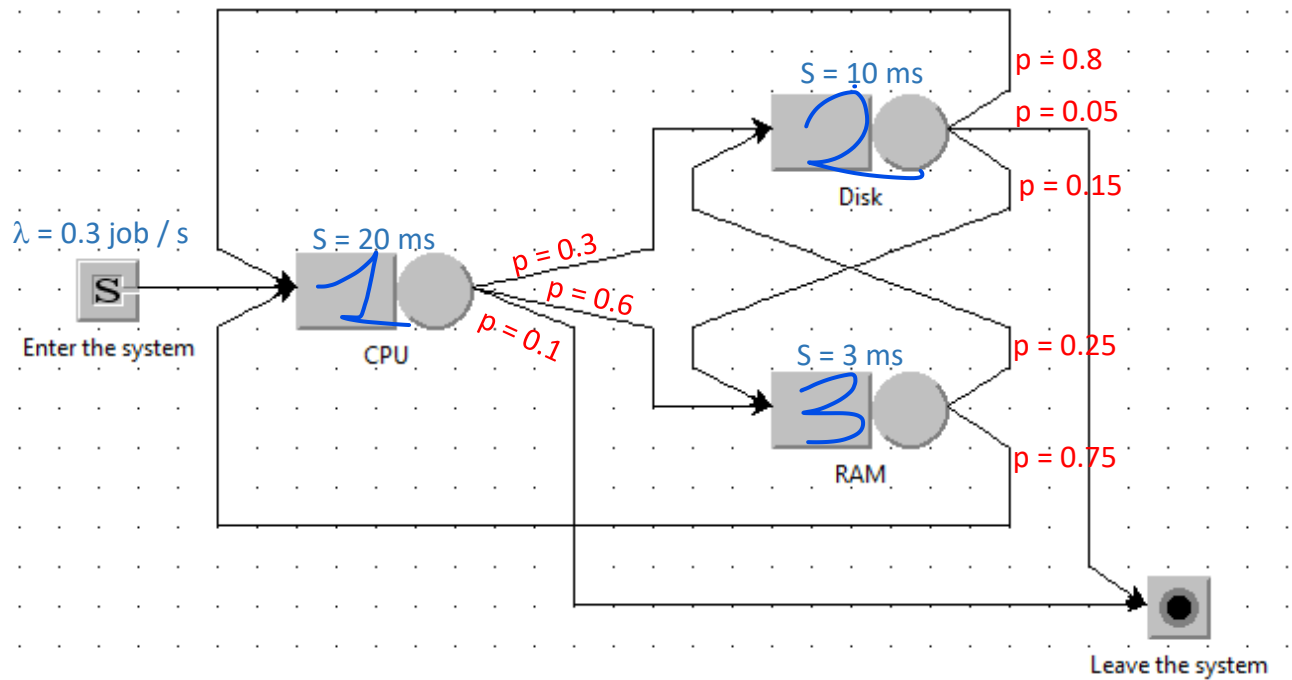 p = 0.8
S = 10 ms
p = 0.05
2
p = 0.15
Disk
λ = 0.3 job / s
S = 20 ms
p = 0.3
S
1
p = 0.6
p = 0.1
Enter the system
CPU
S = 3 ms
p = 0.25
3
p = 0.75
RAM
Leave the system